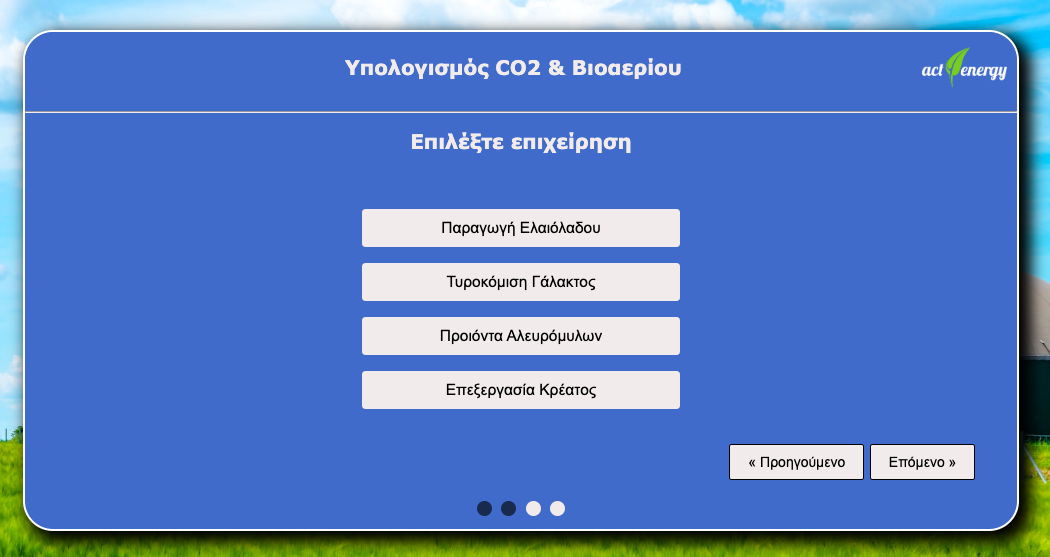 Υπολογισμός CO2 & Βιοαερίου
act energy
Επιλέξτε επιχείρηση
Παραγωγή Ελαιόλαδου
Τυροκόμιση Γάλακτος
Προιόντα Αλευρόμυλων
Επεξεργασία Κρέατος
« Προηγούμενο
Επόμενο »